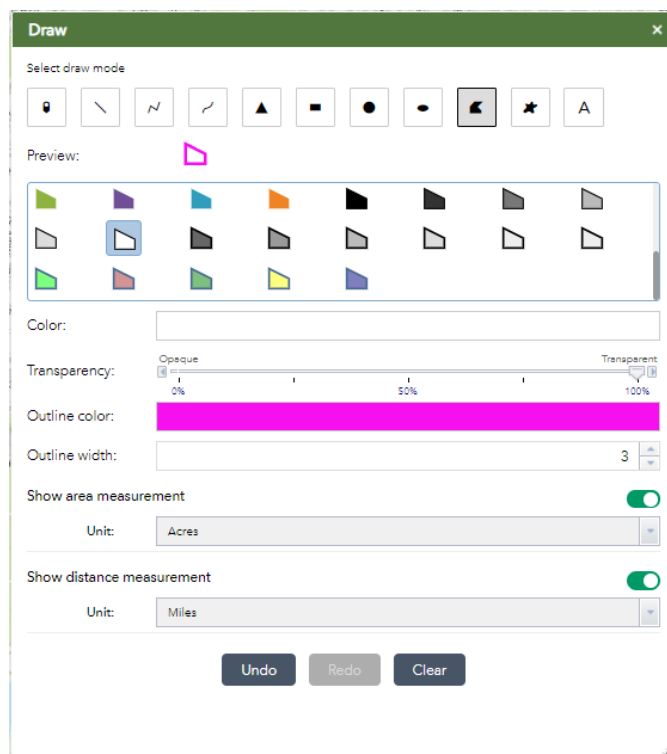 Draw
Select draw mode
A
Preview:
Color:
Transparency:
Opaque
Transparent
0%
50%
100%
Outline color:
Outline width:
3
Show area measurement
Unit:
Acres
Show distance measurement
Unit:
Miles
Undo
Redo
Clear